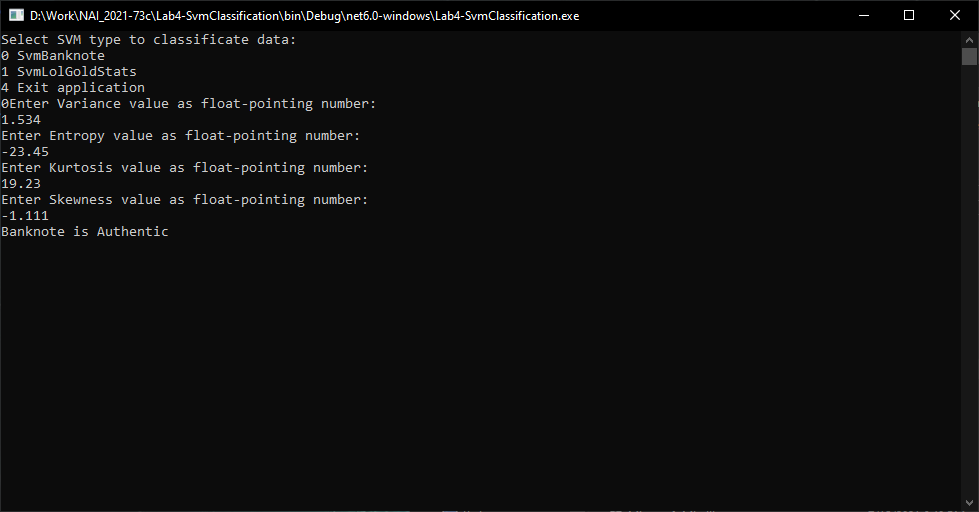 D:\Work\NAI_2021-73c\Lab4-SvmClassification\bin\Debug\net6.0-windows\Lab4-SvmClassification.exe
Select SVM type to classificate data:
0 SvmBanknote
1 SvmLolGoldStats
4 Exit application
0Enter Variance value as float-pointing number:
1.534
Enter Entropy value as float-pointing number:
-23.45
Enter Kurtosis value as float-pointing number:
19.23
Enter Skewness value as float-pointing number:
-1.111
Banknote is Authentic